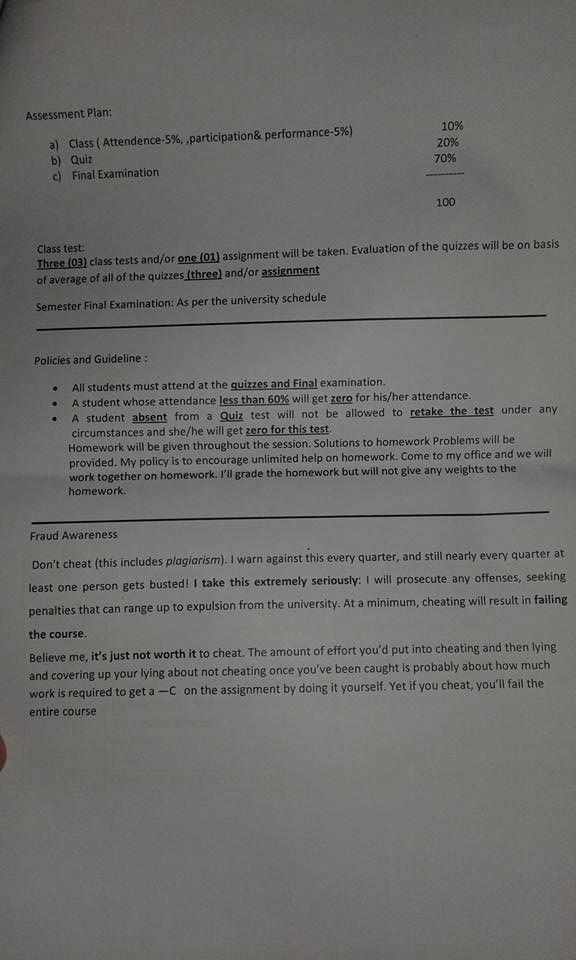 Assessment Plan:
a) Class ( Attendence-5%, ,participation& performance-5%) 10%
b) Quiz 20%
c) Final Examination 70%
----------
100
Class test:
Three (03) class tests and/or one (01) assignment will be taken. Evaluation of the quizzes will be on basis
of average of all of the quizzes (three) and/or assignment
Semester Final Examination: As per the university schedule
Policies and Guideline :
• All students must attend at the quizzes and Final examination.
• A student whose attendance less than 60% will get zero for his/her attendance.
• A student absent from a Quiz test will not be allowed to retake the test under any
circumstances and she/he will get zero for this test.
Homework will be given throughout the session. Solutions to homework Problems will be
provided. My policy is to encourage unlimited help on homework. Come to my office and we will
work together on homework. I'll grade the homework but will not give any weights to the
homework.
Fraud Awareness
Don't cheat (this includes plagiarism). I warn against this every quarter, and still nearly every quarter at
least one person gets busted! I take this extremely seriously: I will prosecute any offenses, seeking
penalties that can range up to expulsion from the university. At a minimum, cheating will result in failing
the course.
Believe me, it's just not worth it to cheat. The amount of effort you'd put into cheating and then lying
and covering up your lying about not cheating once you've been caught is probably about how much
work is required to get a —C on the assignment by doing it yourself. Yet if you cheat, you'll fail the
entire course